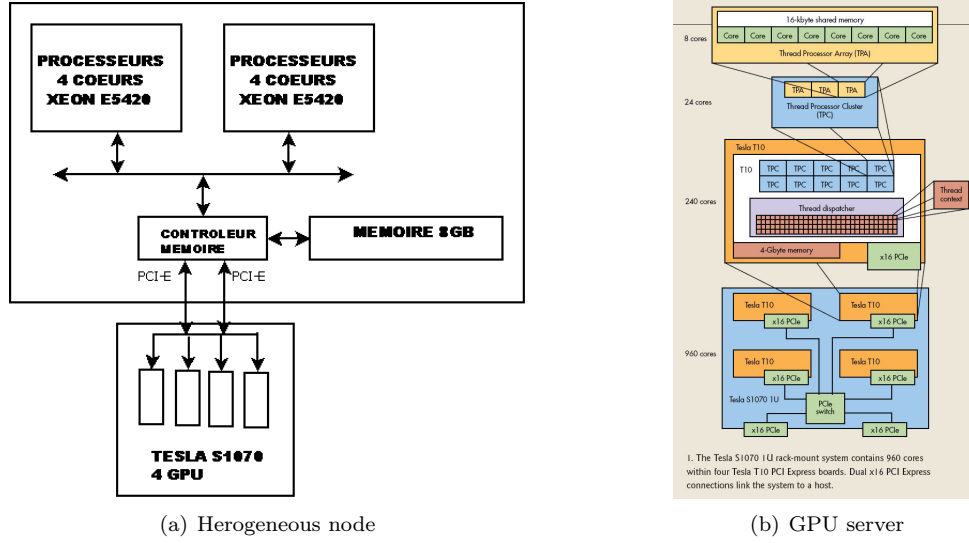 PROCESSEURS
4 COEURS
XEON E5420
PROCESSEURS
4 COEURS
XEON E5420
CONTROLEUR
MEMOIRE
MEMOIRE 8GB
PCI-E
PCI-E
TESLA S1070
4 GPU
(a) Herogeneous node
16-kbyte shared memory
8 cores
Core Core Core Core Core Core Core Core
Thread Processor Array (TPA)
TPA TPA TPA
24 cores
Thread Processor Cluster
(TPC)
Tesla T10
T10
TPC TPC TPC TPC TPC
TPC TPC TPC TPC TPC
Thread
context
240 cores
Thread dispatcher
4-Gbyte memory
x16 PCIe
Tesla T10
Tesla T10
x16 PCIe
x16 PCIe
960 cores
Tesla T10
Tesla T10
x16 PCIe
x16 PCIe
Tesla S1070 1U
PCIe
switch
x16 PCIe
x16 PCIe
1. The Tesla S1070 1U rack-mount system contains 960 cores
within four Tesla T10 PCI Express boards. Dual x16 PCI Express
connections link the system to a host.
(b) GPU server